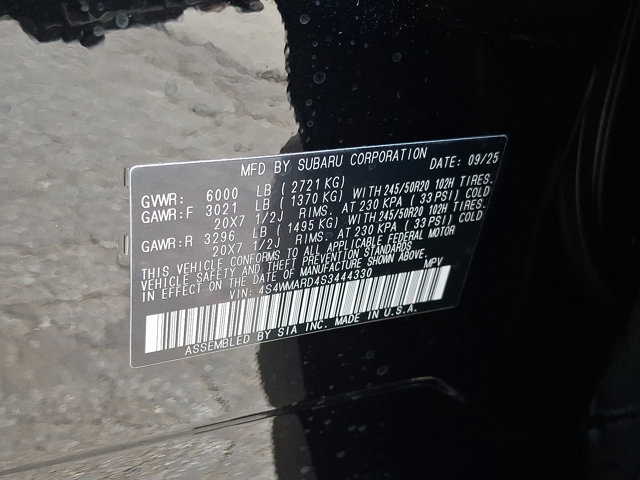 MFD BY SUBARU CORPORATION DATE: 09/25
GVWR: 6000 LB ( 2721 KG)
GAWR:F 3021 LB ( 1370 KG) WITH 245/50R20 102H TIRES.
20X7 1/2J RIMS. AT 230 KPA ( 33 PSI) COLD
GAWR:R 3296 LB ( 1495 KG) WITH 245/50R20 102H TIRES.
20X7 1/2J RIMS. AT 230 KPA ( 33 PSI) COLD
THIS VEHICLE CONFORMS TO ALL APPLICABLE FEDERAL MOTOR
VEHICLE SAFETY AND THEFT PREVENTION STANDARDS
IN EFFECT ON THE DATE OF MANUFACTURE SHOWN ABOVE.
VIN: 4S4WMARD4S3444330 MPV
ASSEMBLED BY SIA INC. MADE IN U.S.A.